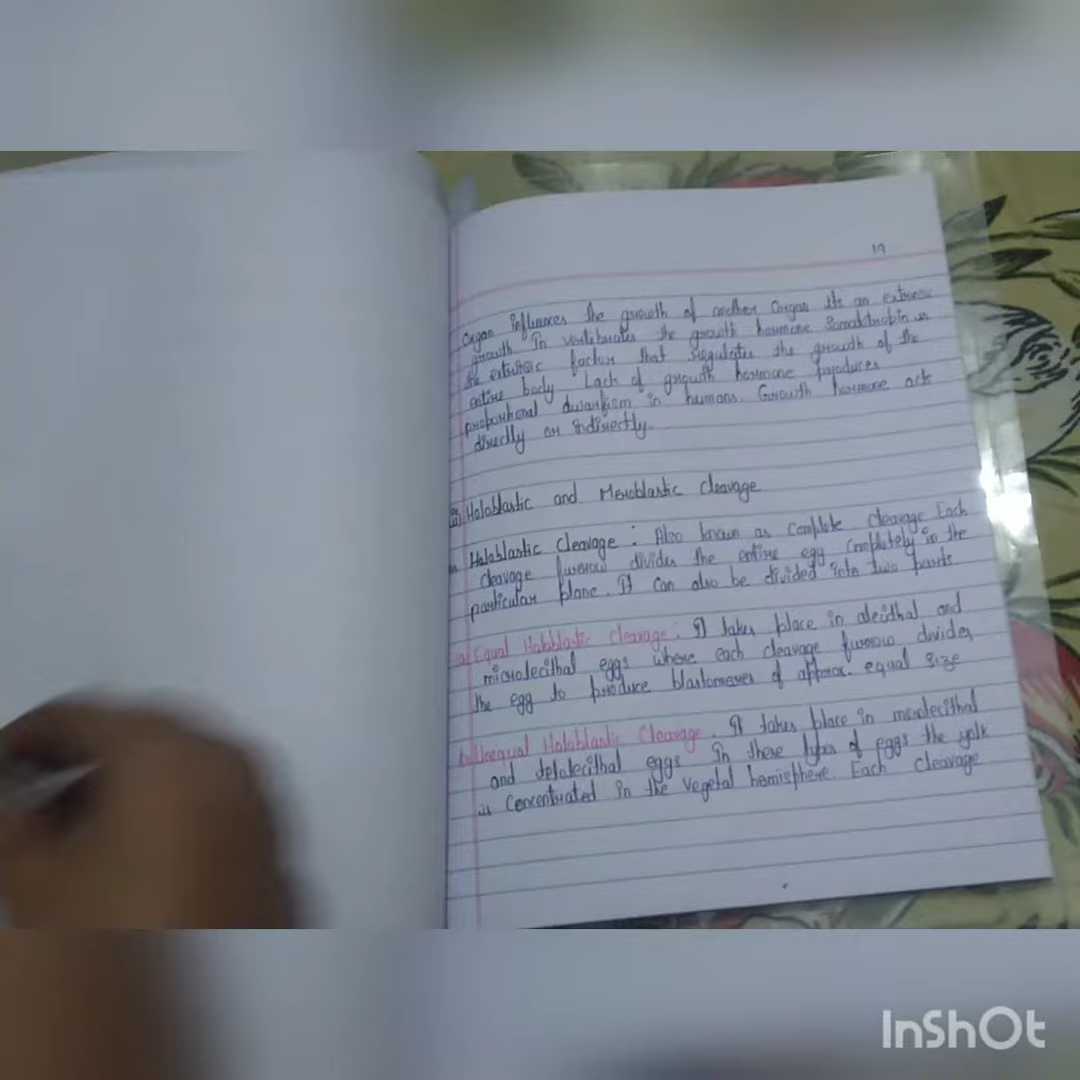 19
Organ influences the growth of another organ its an extrinsic
growth In vertebrates the growth hormone Somatotropin is
the extrinsic factor that regulates the growth of the
entire body Lack of growth hormone produces
proportional dwarfism in humans. Growth hormone acts
directly or indirectly.
Holoblastic and Meroblastic cleavage
Holoblastic Cleavage : Also known as complete cleavage Each
cleavage furrow divides the entire egg completely in the
particular plane. It can also be divided into two parts
a) Equal Holoblastic Cleavage. It takes place in alecithal and
microlecithal eggs where each cleavage furrow divides
the egg to produce blastomeres of approx. equal size
b) Unequal Holoblastic Cleavage. It takes place in mesolecithal
and telolecithal eggs In these types of eggs the yolk
is Concentrated in the vegetal hemisphere. Each cleavage
InShOt